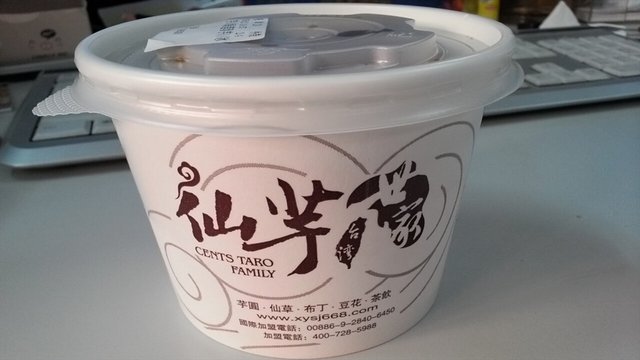 仙芋世家
台灣
CENTS TARO
FAMILY
芋圓 · 仙草 · 布丁 · 豆花 · 茶飲
www.xysj668.com
國際加盟電話：00886-9-2840-6450
加盟電話：400-728-5988